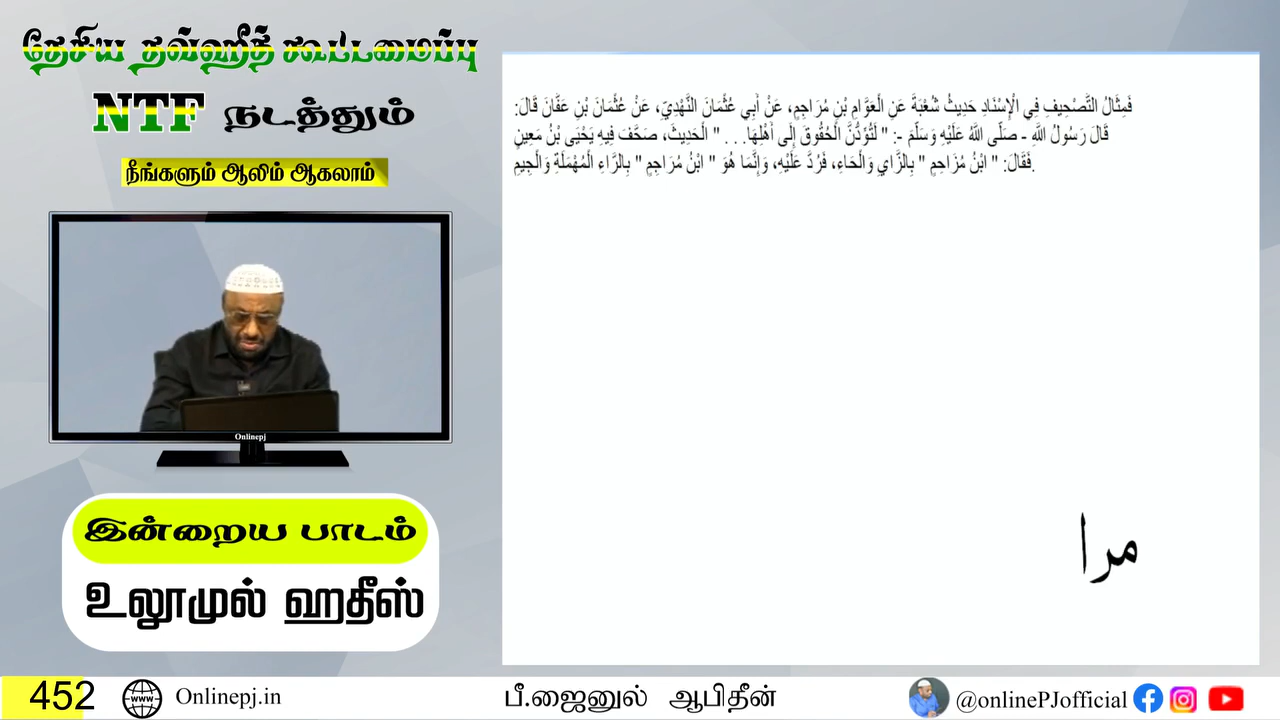 தேசிய தவ்ஹீத் கூட்டமைப்பு
NTF நடத்தும்
நீங்களும் ஆலிம் ஆகலாம்
Onlinepj
இன்றைய பாடம்
உலூமுல் ஹதீஸ்
فَمِثَالُ التَّصْحِيفِ فِي الْإِسْنَادِ حَدِيثُ شُعْبَةَ عَنِ الْعَوَّامِ بْنِ مُرَاجِمٍ، عَنْ أَبِي عُثْمَانَ النَّهْدِيِّ، عَنْ عُثْمَانَ بْنِ عَفَّانَ قَالَ:
قَالَ رَسُولُ اللَّهِ - صَلَّى اللَّهُ عَلَيْهِ وَسَلَّمَ -: " لَتُؤَدُّنَّ الْحُقُوقَ إِلَى أَهْلِهَا. . . " الْحَدِيثَ، صَحَّفَ فِيهِ يَحْيَى بْنُ مَعِينٍ
فَقَالَ: " ابْنُ مُزَاحِمٍ " بِالزَّايِ وَالْحَاءِ، فَرُدَّ عَلَيْهِ، وَإِنَّمَا هُوَ " ابْنُ مُرَاجِمٍ " بِالرَّاءِ الْمُهْمَلَةِ وَالْجِيمِ.
مرا
452 www Onlinepj.in பீ.ஜைனுல் ஆபிதீன் @onlinePJofficial